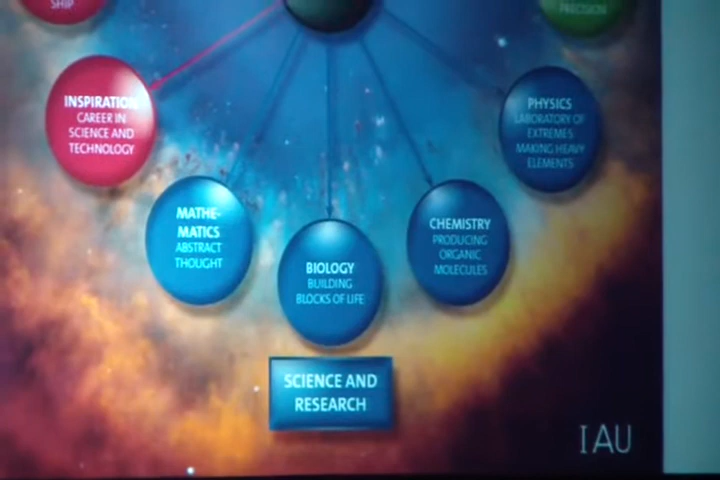 SHIP
PRECISION
INSPIRATION
CAREER IN
SCIENCE AND
TECHNOLOGY
PHYSICS
LABORATORY OF
EXTREMES
MAKING HEAVY
ELEMENTS
MATHE-
MATICS
ABSTRACT
THOUGHT
BIOLOGY
BUILDING
BLOCKS OF LIFE
CHEMISTRY
PRODUCING
ORGANIC
MOLECULES
SCIENCE AND
RESEARCH
IAU